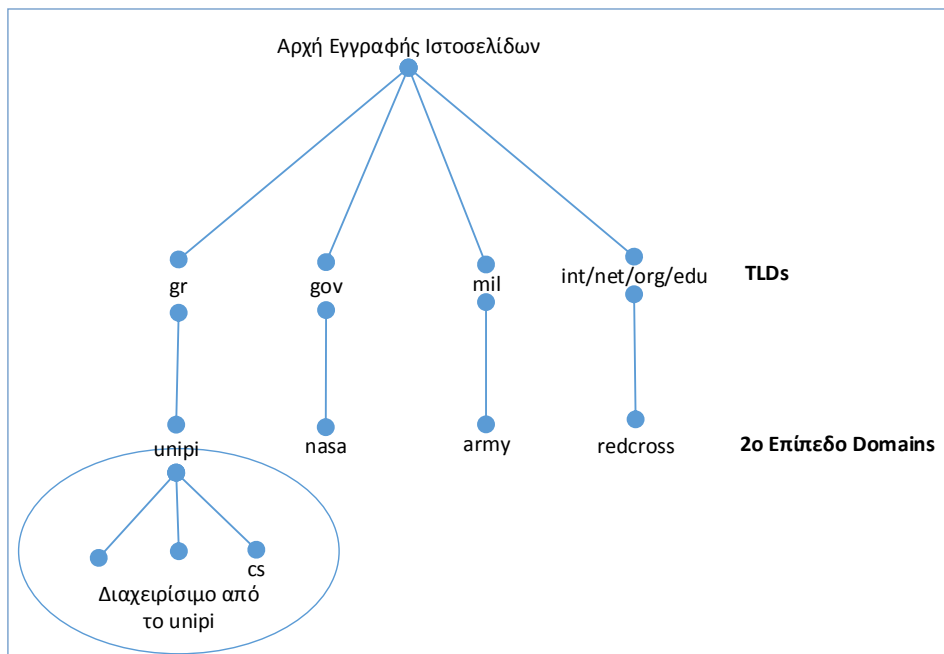 Αρχή Εγγραφής Ιστοσελίδων
gr
gov
mil
int/net/org/edu
TLDs
unipi
nasa
army
redcross
2ο Επίπεδο Domains
cs
Διαχειρίσιμο από
το unipi